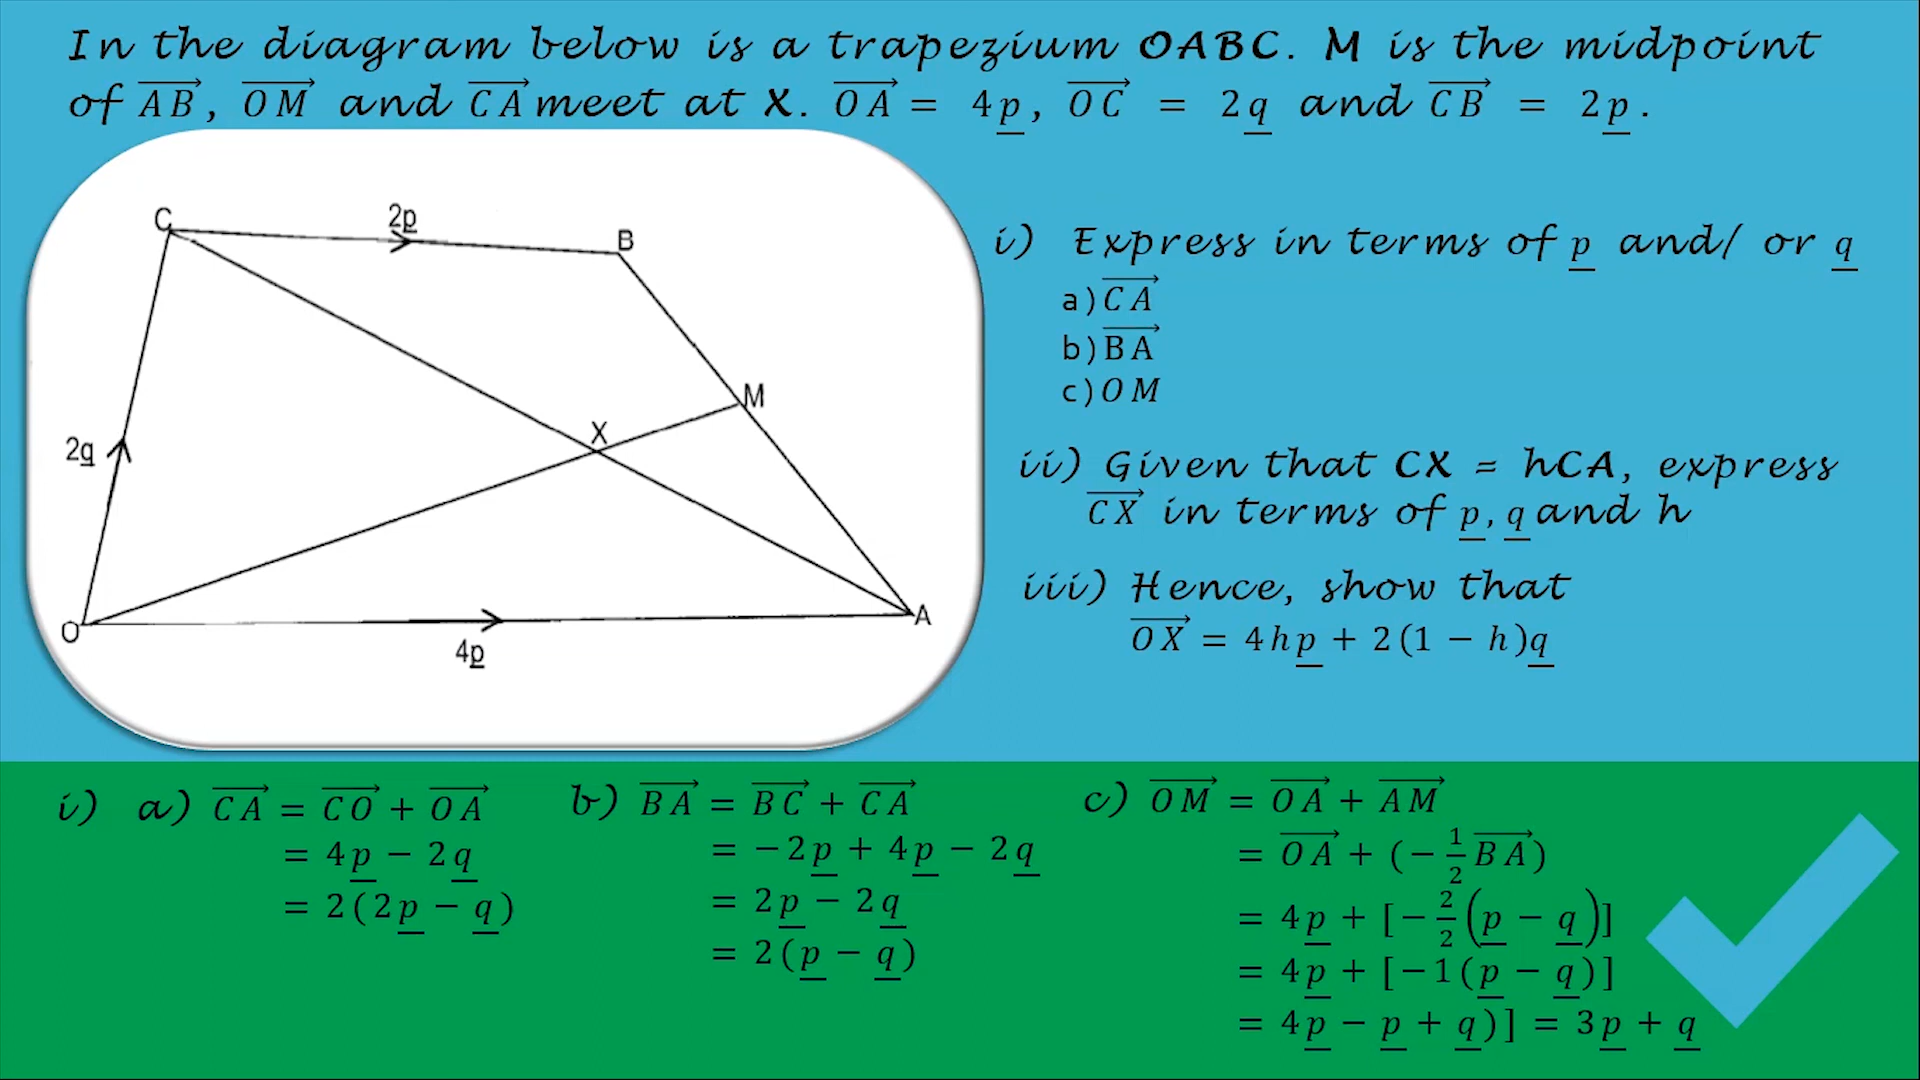 In the diagram below is a trapezium OABC. M is the midpoint
of AB, OM and CA meet at X. OA = 4p, OC = 2q and CB = 2p.
C
2p
B
M
X
2q
O
A
4p
i) Express in terms of p and/ or q
a) CA
b) BA
c) OM
ii) Given that CX = hCA, express
CX in terms of p, q and h
iii) Hence, show that
OX = 4hp + 2(1 − h)q
i) a) CA = CO + OA
= 4p − 2q
= 2(2p − q)
b) BA = BC + CA
= −2p + 4p − 2q
= 2p − 2q
= 2(p − q)
c) OM = OA + AM
= OA + (−1/2 BA)
= 4p + [−2/2 (p − q)]
= 4p + [−1(p − q)]
= 4p − p + q)] = 3p + q